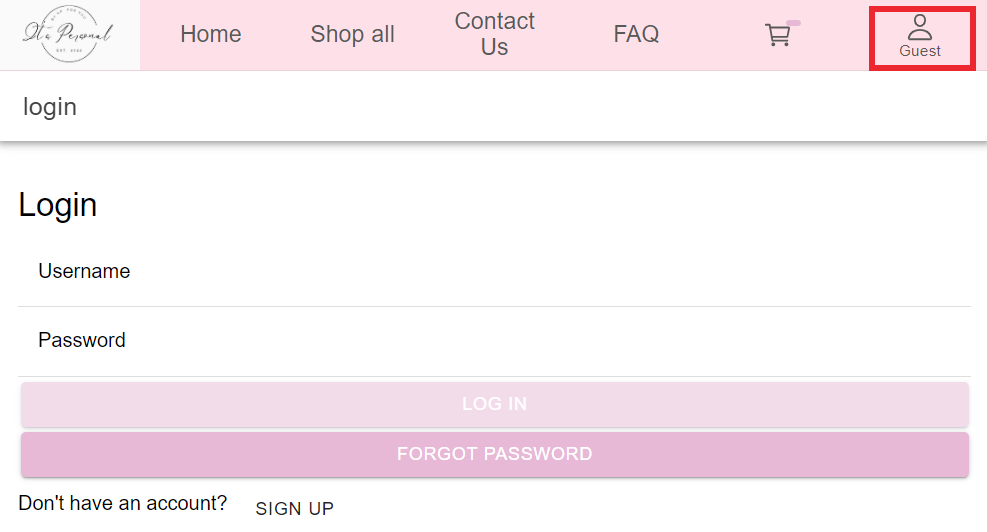 It's Personal
EST.
Home
Shop all
Contact
Us
FAQ
Guest
login
Login
Username
Password
LOG IN
FORGOT PASSWORD
Don't have an account? SIGN UP